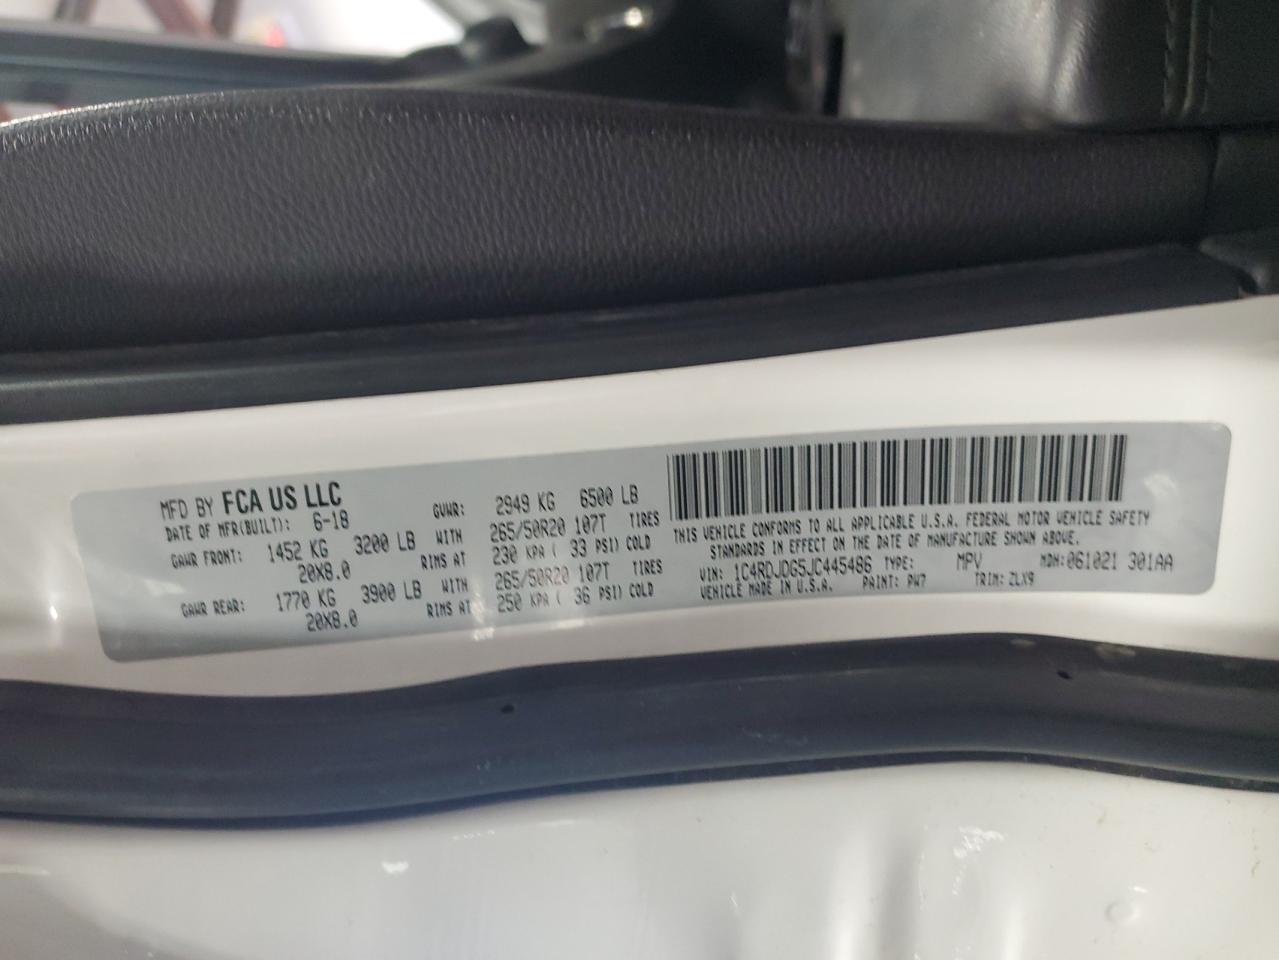 MFD BY FCA US LLC
DATE OF MFR(BUILT): 6-18 GVWR: 2949 KG 6500 LB
GAWR FRONT: 1452 KG 3200 LB WITH 265/50R20 107T TIRES
20X8.0 RIMS AT 230 KPA ( 33 PSI) COLD
GAWR REAR: 1770 KG 3900 LB WITH 265/50R20 107T TIRES
20X8.0 RIMS AT 250 KPA ( 36 PSI) COLD
THIS VEHICLE CONFORMS TO ALL APPLICABLE U.S.A. FEDERAL MOTOR VEHICLE SAFETY
STANDARDS IN EFFECT ON THE DATE OF MANUFACTURE SHOWN ABOVE.
VIN: 1C4RDJDG5JC445486 TYPE: MPV MDH:061021 301AA
VEHICLE MADE IN U.S.A. PAINT: PW7 TRIM: ZLX9